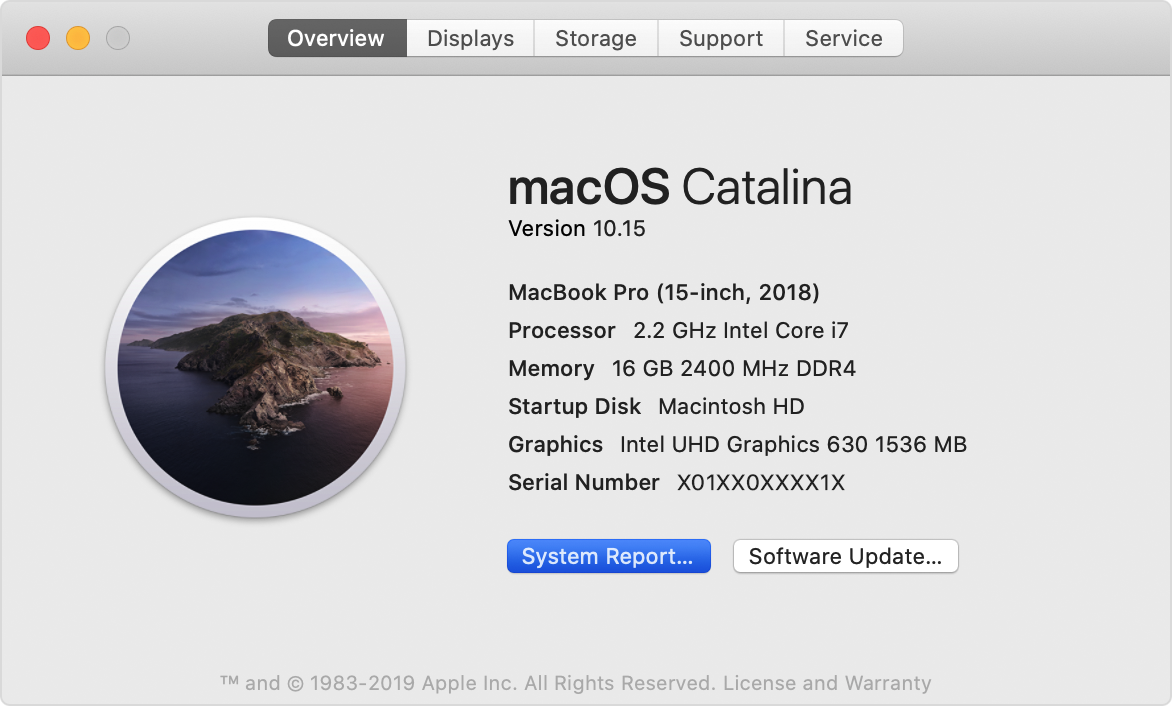 Overview Displays Storage Support Service
macOS Catalina
Version 10.15
MacBook Pro (15-inch, 2018)
Processor 2.2 GHz Intel Core i7
Memory 16 GB 2400 MHz DDR4
Startup Disk Macintosh HD
Graphics Intel UHD Graphics 630 1536 MB
Serial Number X01XX0XXXX1X
System Report... Software Update...
™ and © 1983-2019 Apple Inc. All Rights Reserved. License and Warranty